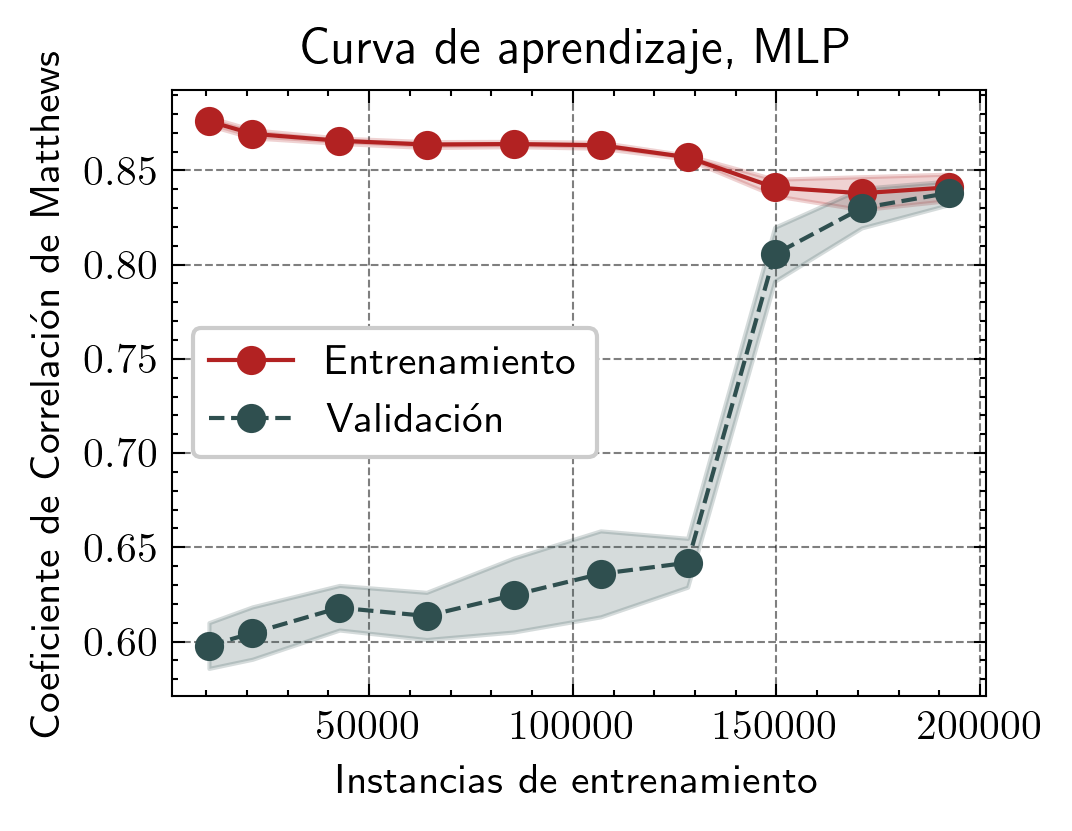 Curva de aprendizaje, MLP
Coeficiente de Correlación de Matthews
0.85
0.80
0.75
0.70
0.65
0.60
Entrenamiento
Validación
50000
100000
150000
200000
Instancias de entrenamiento